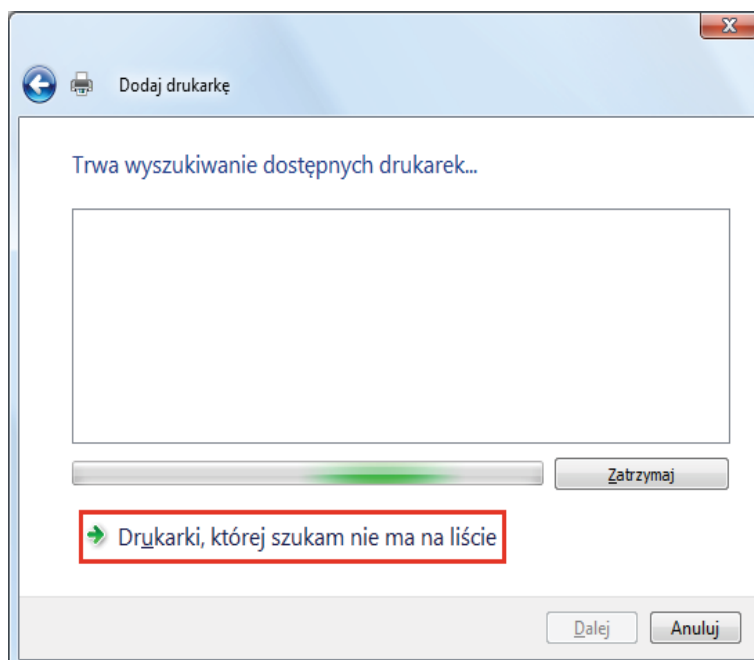 Dodaj drukarkę
Trwa wyszukiwanie dostępnych drukarek...
Zatrzymaj
Drukarki, której szukam nie ma na liście
Dalej
Anuluj